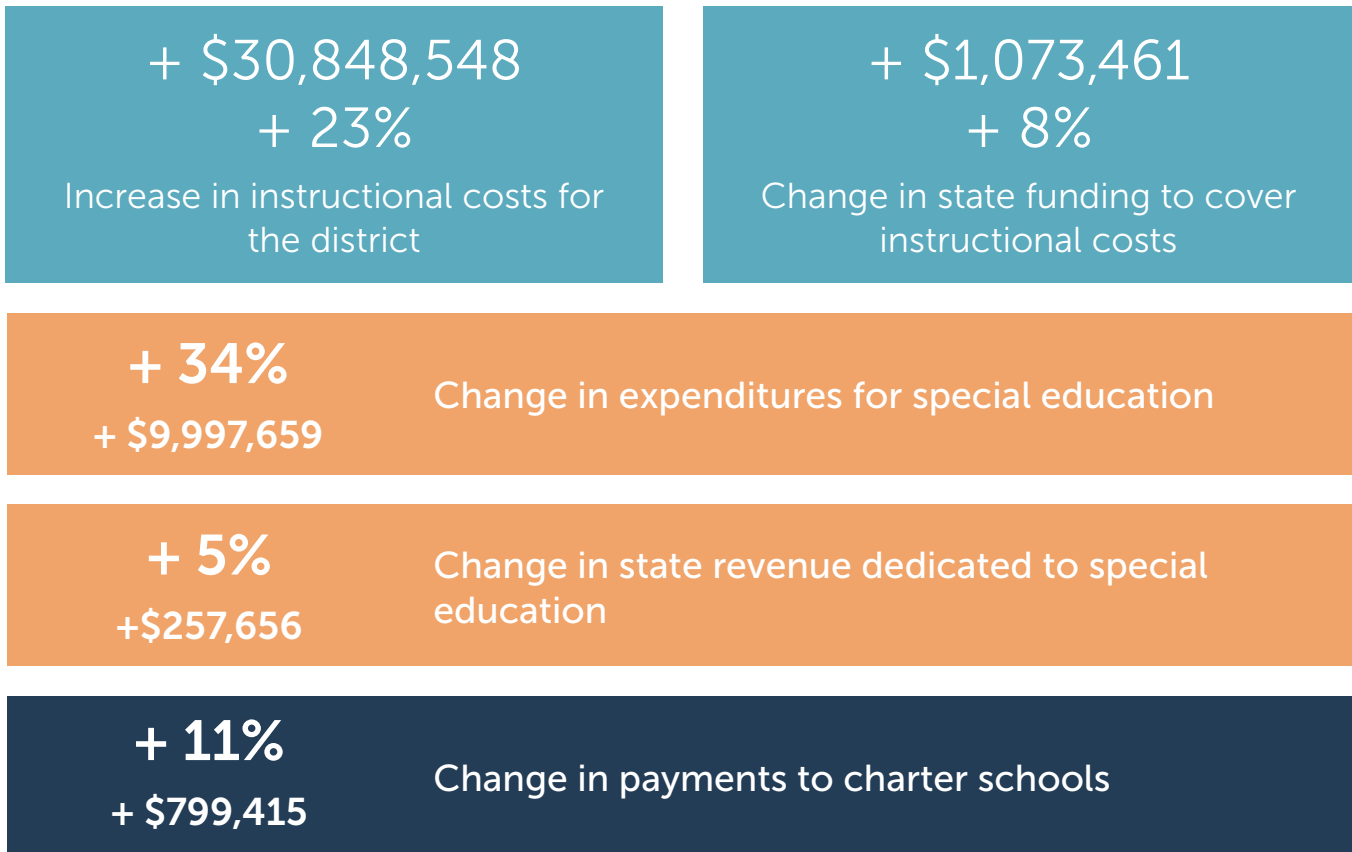 + $30,848,548
+ 23%
Increase in instructional costs for
the district
+ $1,073,461
+ 8%
Change in state funding to cover
instructional costs
+ 34%
+ $9,997,659
Change in expenditures for special education
+ 5%
+$257,656
Change in state revenue dedicated to special
education
+ 11%
+ $799,415
Change in payments to charter schools